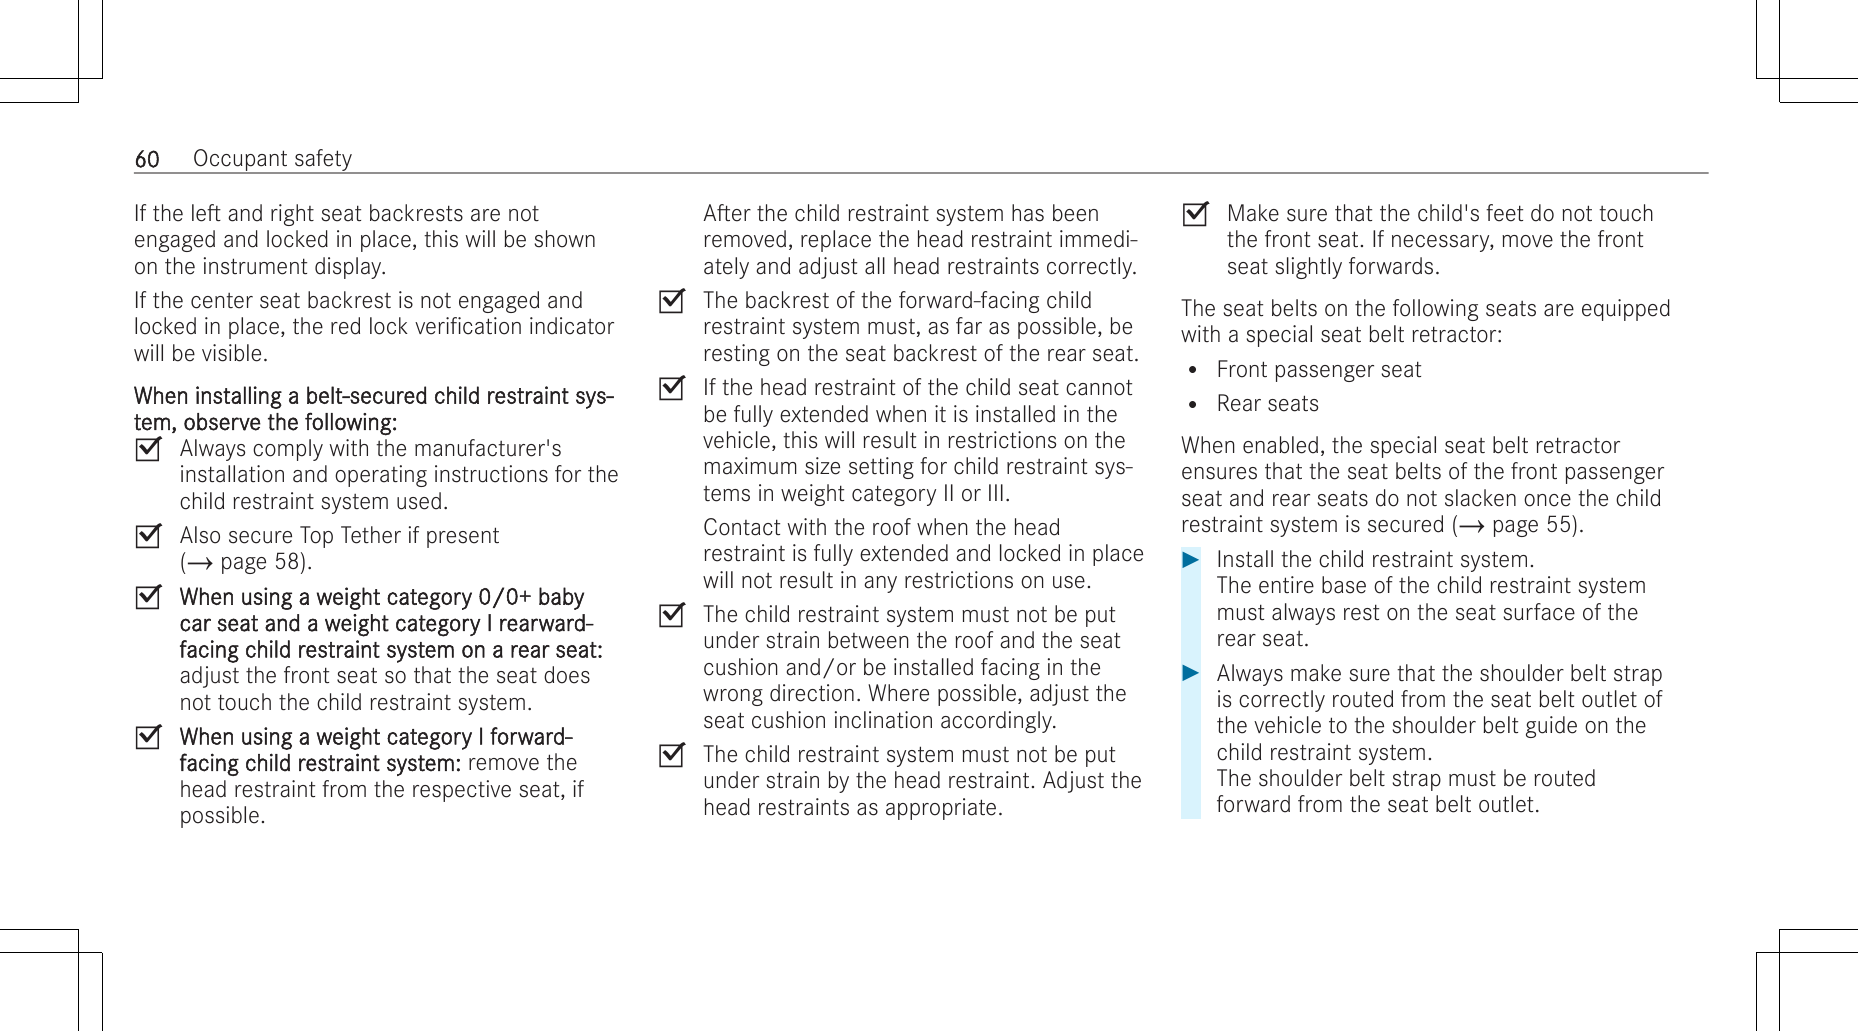 60 Occupant safety
If the left and right seat backrests are not
engaged and locked in place, this will be shown
on the instrument display.
If the center seat backrest is not engaged and
locked in place, the red lock verification indicator
will be visible.
When installing a belt-secured child restraint sys-
tem, observe the following:
Always comply with the manufacturer's
installation and operating instructions for the
child restraint system used.
Also secure Top Tether if present
(→ page 58).
When using a weight category 0/0+ baby
car seat and a weight category I rearward-
facing child restraint system on a rear seat:
adjust the front seat so that the seat does
not touch the child restraint system.
When using a weight category I forward-
facing child restraint system: remove the
head restraint from the respective seat, if
possible.
After the child restraint system has been
removed, replace the head restraint immedi-
ately and adjust all head restraints correctly.
The backrest of the forward-facing child
restraint system must, as far as possible, be
resting on the seat backrest of the rear seat.
If the head restraint of the child seat cannot
be fully extended when it is installed in the
vehicle, this will result in restrictions on the
maximum size setting for child restraint sys-
tems in weight category II or III.
Contact with the roof when the head
restraint is fully extended and locked in place
will not result in any restrictions on use.
The child restraint system must not be put
under strain between the roof and the seat
cushion and/or be installed facing in the
wrong direction. Where possible, adjust the
seat cushion inclination accordingly.
The child restraint system must not be put
under strain by the head restraint. Adjust the
head restraints as appropriate.
Make sure that the child's feet do not touch
the front seat. If necessary, move the front
seat slightly forwards.
The seat belts on the following seats are equipped
with a special seat belt retractor:
• Front passenger seat
• Rear seats
When enabled, the special seat belt retractor
ensures that the seat belts of the front passenger
seat and rear seats do not slacken once the child
restraint system is secured (→ page 55).
Install the child restraint system.
The entire base of the child restraint system
must always rest on the seat surface of the
rear seat.
Always make sure that the shoulder belt strap
is correctly routed from the seat belt outlet of
the vehicle to the shoulder belt guide on the
child restraint system.
The shoulder belt strap must be routed
forward from the seat belt outlet.